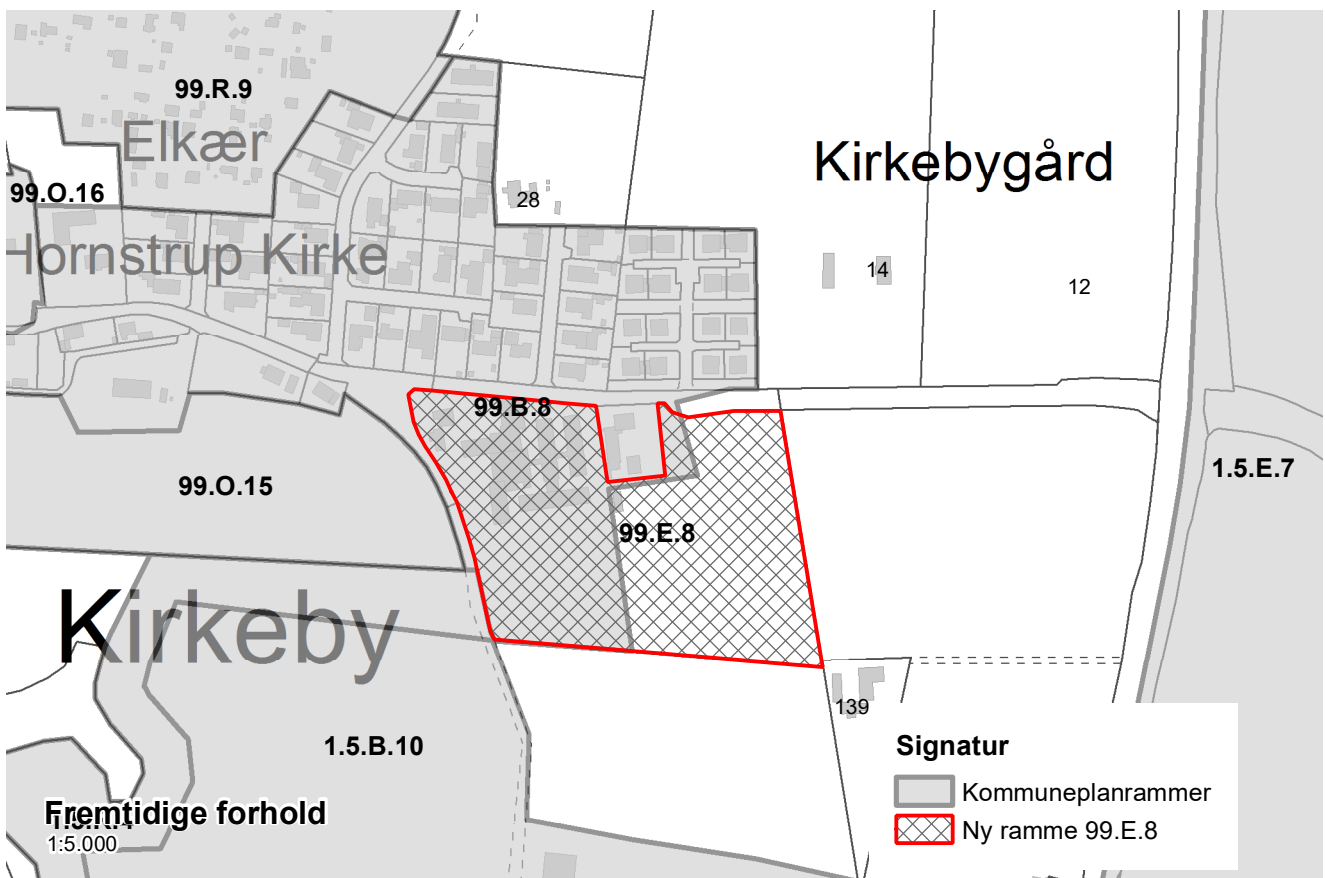 99.R.9
Elkær
Kirkebygård
99.O.16
28
Hornstrup Kirke
14
12
99.B.8
1.5.E.7
99.O.15
99.E.8
Kirkeby
139
1.5.B.10
Signatur
Kommuneplanrammer
Ny ramme 99.E.8
Fremtidige forhold
1:5.000